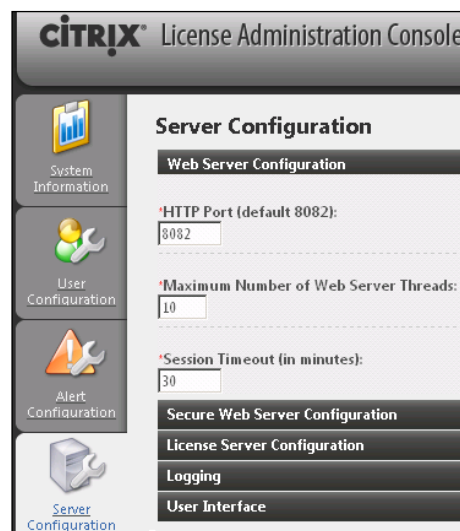 CİTRIX® License Administration Console
System
Information
User
Configuration
Alert
Configuration
Server
Configuration
Server Configuration
Web Server Configuration
*HTTP Port (default 8082):
8082
*Maximum Number of Web Server Threads:
10
*Session Timeout (in minutes):
30
Secure Web Server Configuration
License Server Configuration
Logging
User Interface